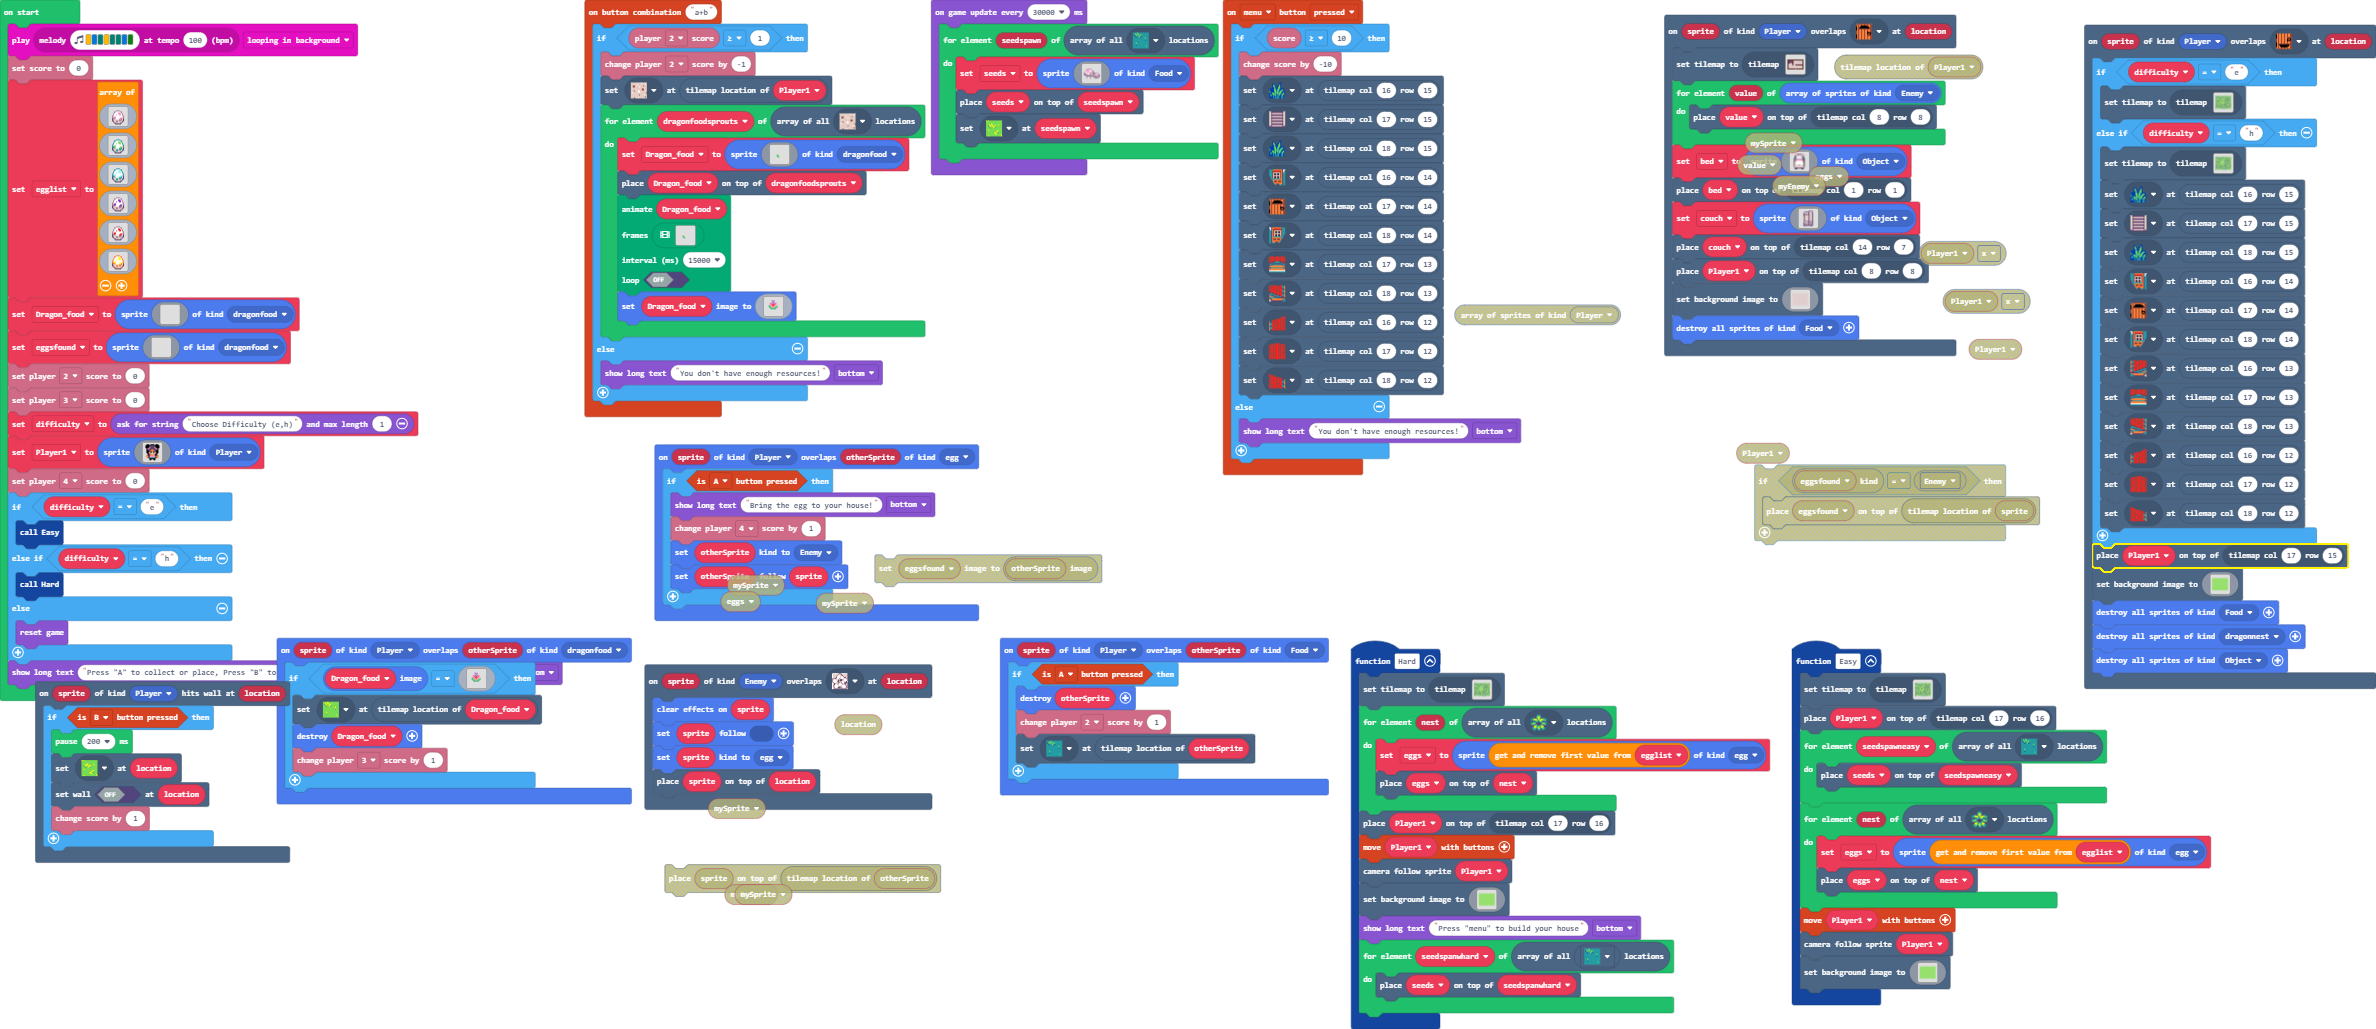 on start
play melody at tempo 100 (bpm) looping in background
set score to 0
set egglist to
array of
set Dragon_food to sprite of kind dragonfood
set eggsfound to sprite of kind dragonfood
set player 2 score to 0
set player 3 score to 0
set difficulty to ask for string "Choose Difficulty (e,h)" and max length 1
set Player1 to sprite of kind Player
set player 4 score to 0
if difficulty = "e" then
call Easy
else if difficulty = "h" then
call Hard
else
reset game
show long text "Press "A" to collect or place, Press "B" to
on sprite of kind Player hits wall at location
if is B button pressed then
pause 200 ms
set at location
set wall OFF at location
change score by 1
on sprite of kind Player overlaps otherSprite of kind dragonfood
if Dragon_food image = then
set at tilemap location of Dragon_food
destroy Dragon_food
change player 3 score by 1
on button combination "a+b"
if player 2 score ≥ 1 then
change player 2 score by -1
set at tilemap location of Player1
for element dragonfoodsprouts of array of all locations
do
set Dragon_food to sprite of kind dragonfood
place Dragon_food on top of dragonfoodsprouts
animate Dragon_food
frames
interval (ms) 15000
loop OFF
set Dragon_food image to
else
show long text "You don't have enough resources!" bottom
on game update every 30000 ms
for element seedspawn of array of all locations
do
set seeds to sprite of kind Food
place seeds on top of seedspawn
set at seedspawn
on sprite of kind Player overlaps otherSprite of kind egg
if is A button pressed then
show long text "Bring the egg to your house!" bottom
change player 4 score by 1
set otherSprite kind to Enemy
set follow sprite
mySprite
eggs
mySprite
set eggsfound image to otherSprite image
on sprite of kind Enemy overlaps at location
clear effects on sprite
set sprite follow
set sprite kind to egg
place sprite on top of location
location
mySprite
place sprite on top of tilemap location of otherSprite
mySprite
on sprite of kind Player overlaps otherSprite of kind Food
if is A button pressed then
destroy otherSprite
change player 2 score by 1
set at tilemap location of otherSprite
on menu button pressed
if score ≥ 10 then
change score by -10
set at tilemap col 16 row 15
set at tilemap col 17 row 15
set at tilemap col 18 row 15
set at tilemap col 16 row 14
set at tilemap col 17 row 14
set at tilemap col 18 row 14
set at tilemap col 17 row 13
set at tilemap col 18 row 13
set at tilemap col 16 row 12
set at tilemap col 17 row 12
set at tilemap col 18 row 12
else
show long text "You don't have enough resources!" bottom
array of sprites of kind Player
on sprite of kind Player overlaps at location
set tilemap to tilemap
tilemap location of Player1
for element value of array of sprites of kind Enemy
do
place value on top of tilemap col 8 row 8
mySprite
set bed of kind Object
value
myEnemy
place bed on top col 1 row 1
set couch to sprite of kind Object
place couch on top of tilemap col 14 row 7
place Player1 on top of tilemap col 8 row 8
set background image to
destroy all sprites of kind Food
Player1 x
Player1 x
Player1
Player1
if eggsfound kind = Enemy then
place eggsfound on top of tilemap location of sprite
on sprite of kind Player overlaps at location
if difficulty = "e" then
set tilemap to tilemap
else if difficulty = "h" then
set tilemap to tilemap
set at tilemap col 16 row 15
set at tilemap col 17 row 15
set at tilemap col 18 row 15
set at tilemap col 16 row 14
set at tilemap col 17 row 14
set at tilemap col 18 row 14
set at tilemap col 16 row 13
set at tilemap col 17 row 13
set at tilemap col 18 row 13
set at tilemap col 16 row 12
set at tilemap col 17 row 12
set at tilemap col 18 row 12
place Player1 on top of tilemap col 17 row 15
set background image to
destroy all sprites of kind Food
destroy all sprites of kind dragonnest
destroy all sprites of kind Object
function Hard
set tilemap to tilemap
for element nest of array of all locations
do
set eggs to sprite get and remove first value from egglist of kind egg
place eggs on top of nest
place Player1 on top of tilemap col 17 row 16
move Player1 with buttons
camera follow sprite Player1
set background image to
show long text "Press "menu" to build your house" bottom
for element seedspanwhard of array of all locations
do
place seeds on top of seedspanwhard
function Easy
set tilemap to tilemap
place Player1 on top of tilemap col 17 row 16
for element seedspawneasy of array of all locations
do
place seeds on top of seedspawneasy
for element nest of array of all locations
do
set eggs to sprite get and remove first value from egglist of kind egg
place eggs on top of nest
move Player1 with buttons
camera follow sprite Player1
set background image to